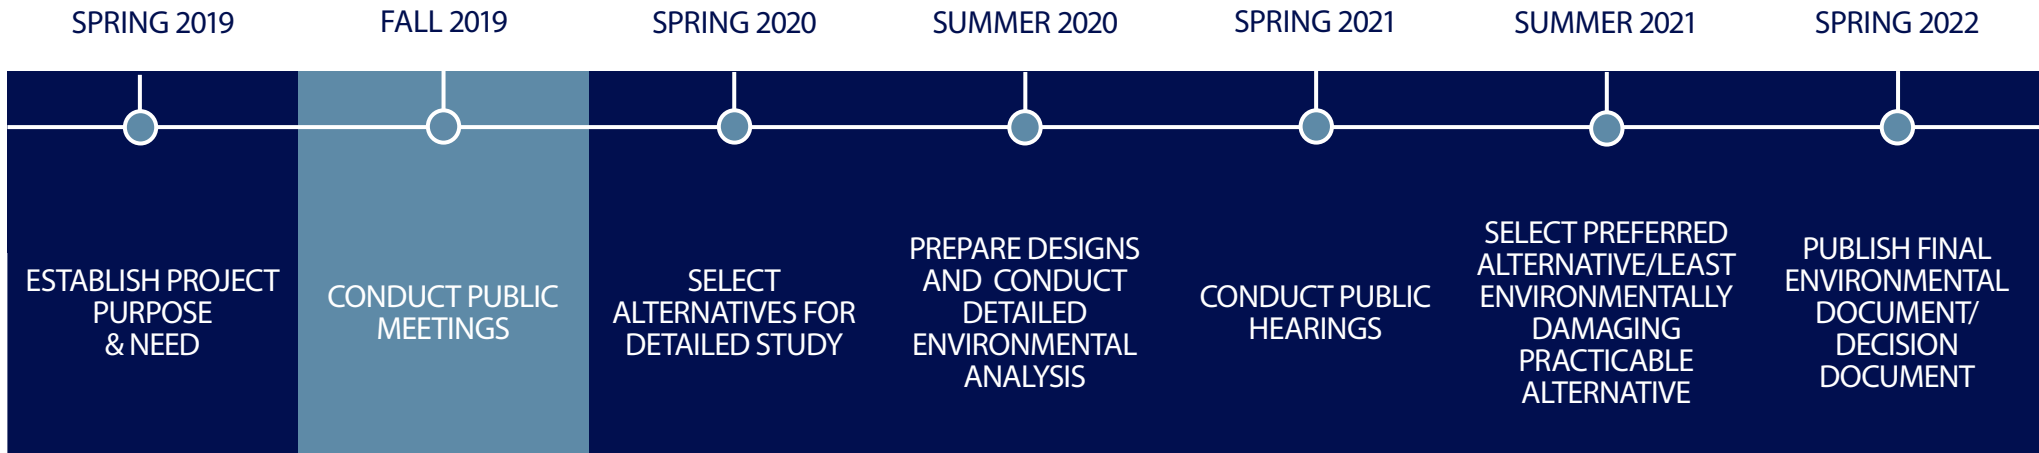 SPRING 2019
FALL 2019
SPRING 2020
SUMMER 2020
SPRING 2021
SUMMER 2021
SPRING 2022
ESTABLISH PROJECT
PURPOSE
& NEED
CONDUCT PUBLIC
MEETINGS
SELECT
ALTERNATIVES FOR
DETAILED STUDY
PREPARE DESIGNS
AND CONDUCT
DETAILED
ENVIRONMENTAL
ANALYSIS
CONDUCT PUBLIC
HEARINGS
SELECT PREFERRED
ALTERNATIVE/LEAST
ENVIRONMENTALLY
DAMAGING
PRACTICABLE
ALTERNATIVE
PUBLISH FINAL
ENVIRONMENTAL
DOCUMENT/
DECISION
DOCUMENT